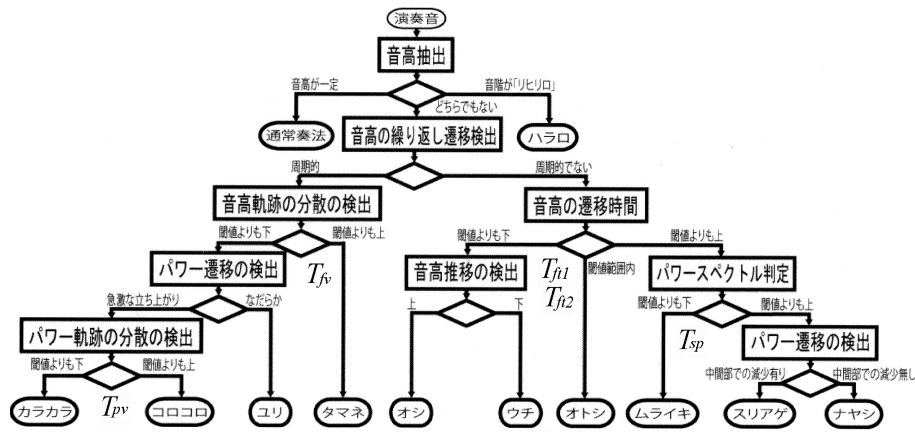 演奏音
音高抽出
音高が一定
音階が「リヒリロ」
どちらでもない
通常奏法
音高の繰り返し遷移検出
ハラロ
周期的
周期的でない
音高軌跡の分散の検出
音高の遷移時間
閾値よりも下
閾値よりも上
閾値よりも下
閾値範囲内
閾値よりも上
Tfv
Tft1
Tft2
パワー遷移の検出
音高推移の検出
パワースペクトル判定
急激な立ち上がり
なだらか
上
下
閾値よりも下
閾値よりも上
Tsp
パワー軌跡の分散の検出
パワー遷移の検出
閾値よりも下
閾値よりも上
中間部での減少有り
中間部での減少無し
Tpv
カラカラ
コロコロ
ユリ
タマネ
オシ
ウチ
オトシ
ムライキ
スリアゲ
ナヤシ